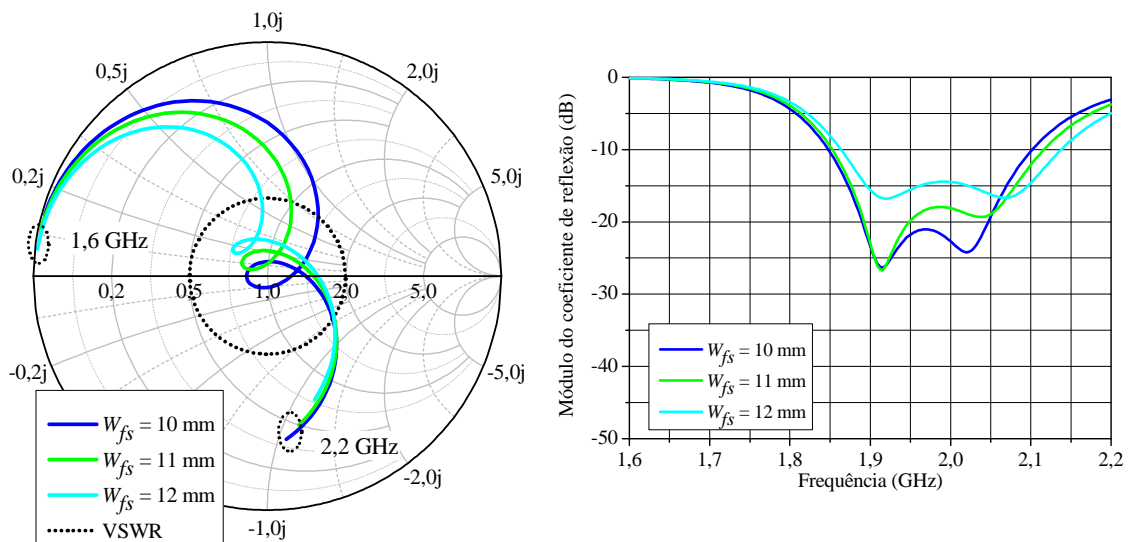 1,0j
0,5j
2,0j
0,2j
5,0j
1,6 GHz
0,2
0,5
1,0
2,0
5,0
-0,2j
-5,0j
2,2 GHz
-2,0j
-1,0j
Wfs = 10 mm
Wfs = 11 mm
Wfs = 12 mm
VSWR
Módulo do coeficiente de reflexão (dB)
0
-10
-20
-30
-40
-50
Wfs = 10 mm
Wfs = 11 mm
Wfs = 12 mm
1,6 1,7 1,8 1,9 2,0 2,1 2,2
Frequência (GHz)